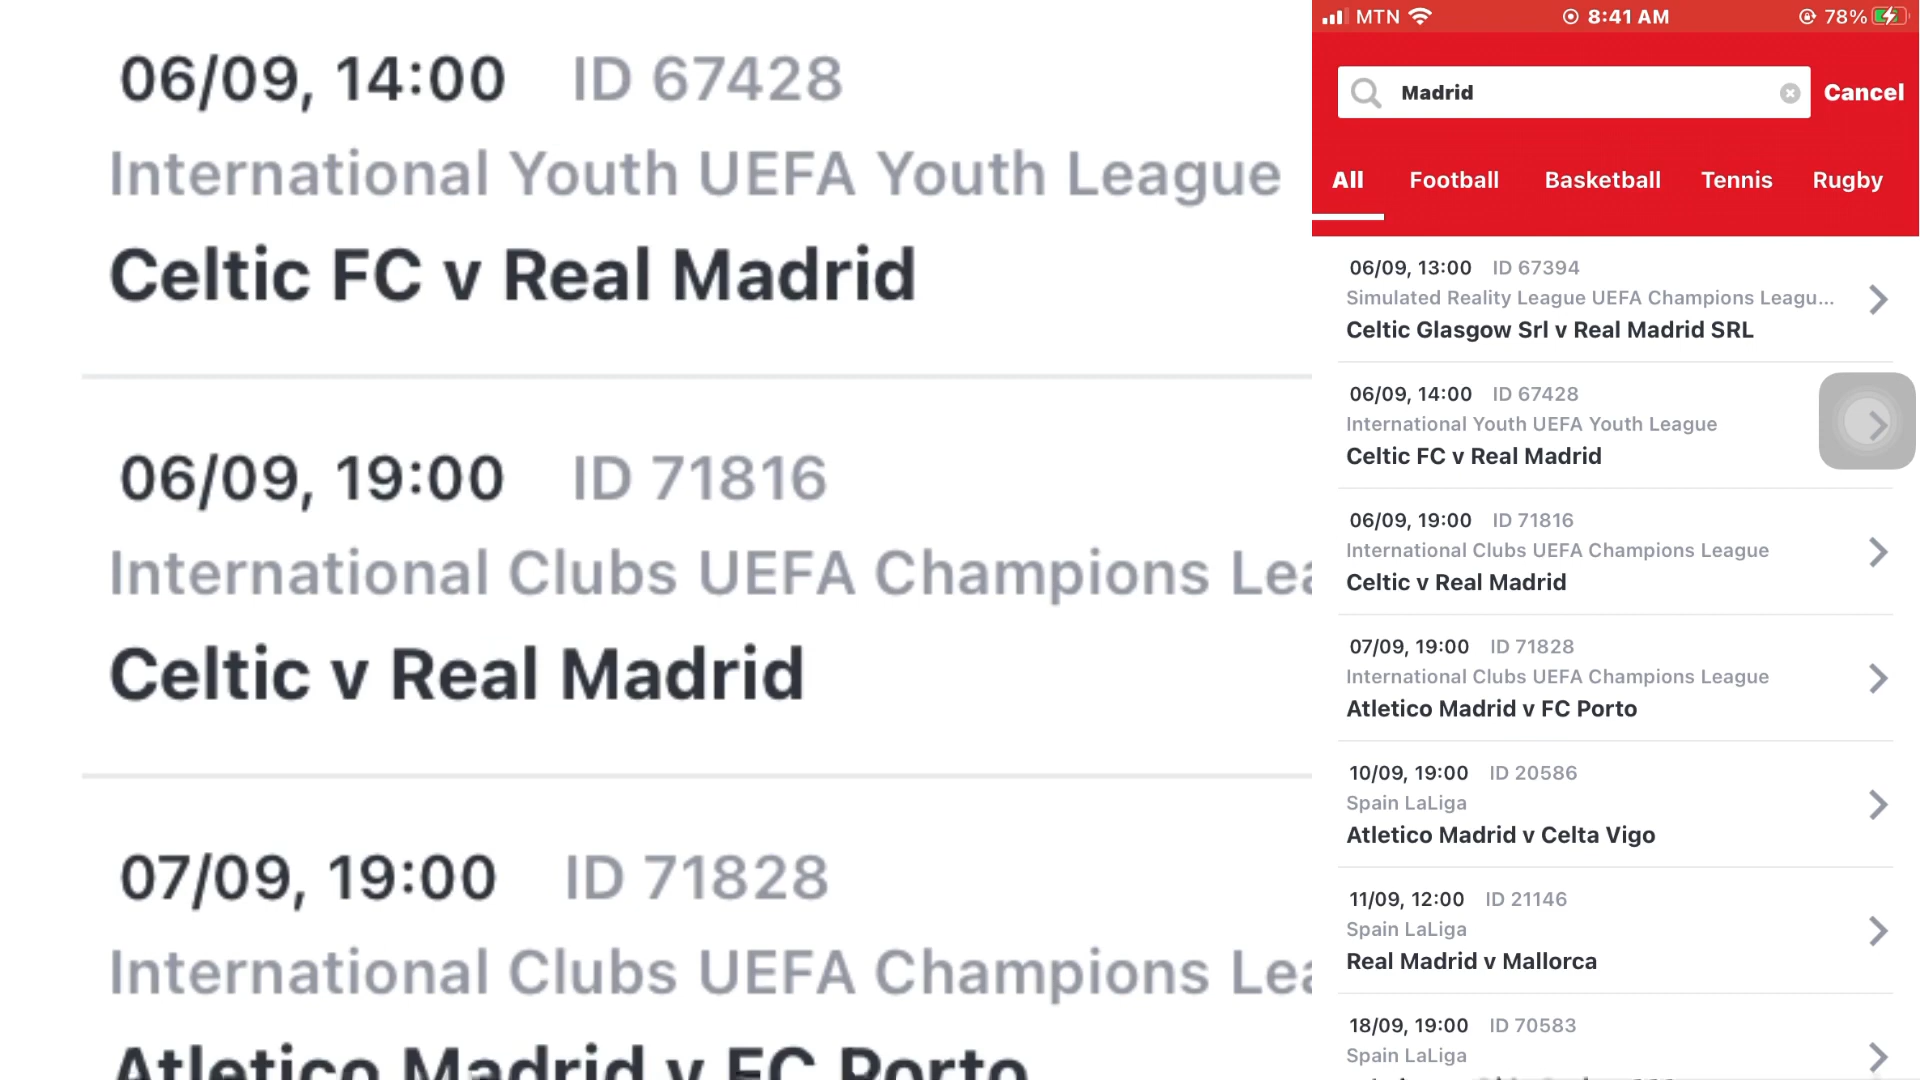 06/09, 14:00 ID 67428
International Youth UEFA Youth League
Celtic FC v Real Madrid
06/09, 19:00 ID 71816
International Clubs UEFA Champions Lea
Celtic v Real Madrid
07/09, 19:00 ID 71828
International Clubs UEFA Champions Lea
Atletico Madrid v FC Porto
MTN 8:41 AM 78%
Madrid Cancel
All Football Basketball Tennis Rugby
06/09, 13:00 ID 67394
Simulated Reality League UEFA Champions Leagu...
Celtic Glasgow Srl v Real Madrid SRL
06/09, 14:00 ID 67428
International Youth UEFA Youth League
Celtic FC v Real Madrid
06/09, 19:00 ID 71816
International Clubs UEFA Champions League
Celtic v Real Madrid
07/09, 19:00 ID 71828
International Clubs UEFA Champions League
Atletico Madrid v FC Porto
10/09, 19:00 ID 20586
Spain LaLiga
Atletico Madrid v Celta Vigo
11/09, 12:00 ID 21146
Spain LaLiga
Real Madrid v Mallorca
18/09, 19:00 ID 70583
Spain LaLiga